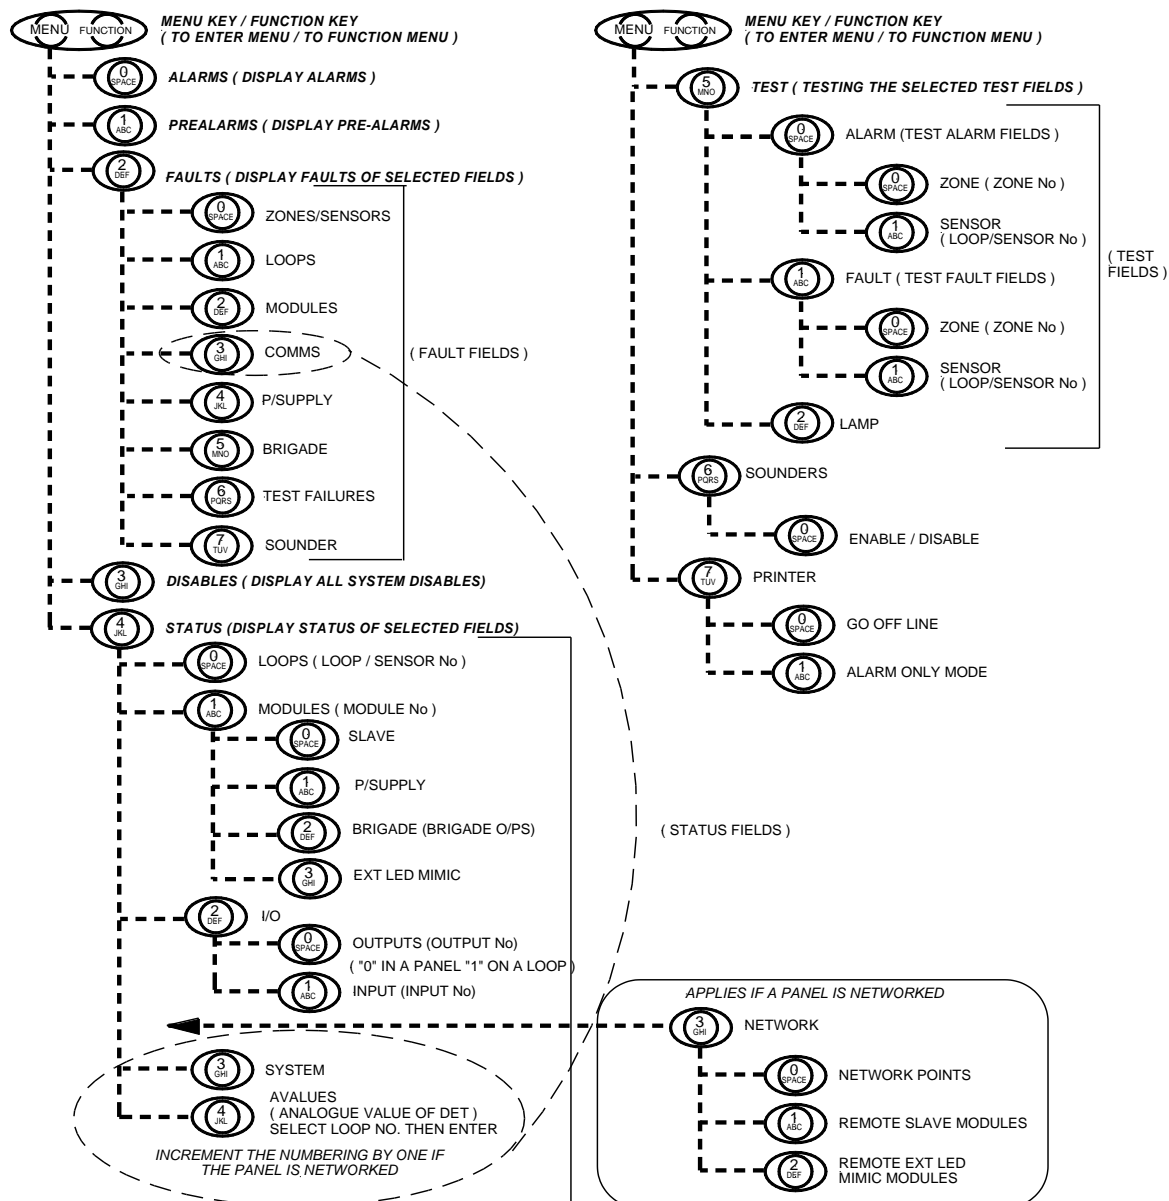 MENU FUNCTION
MENU KEY / FUNCTION KEY
( TO ENTER MENU / TO FUNCTION MENU )
0
SPACE
ALARMS ( DISPLAY ALARMS )
1
ABC
PREALARMS ( DISPLAY PRE-ALARMS )
2
DEF
FAULTS ( DISPLAY FAULTS OF SELECTED FIELDS )
0
SPACE
ZONES/SENSORS
1
ABC
LOOPS
2
DEF
MODULES
3
GHI
COMMS
( FAULT FIELDS )
4
JKL
P/SUPPLY
5
MNO
BRIGADE
6
PQRS
TEST FAILURES
7
TUV
SOUNDER
3
GHI
DISABLES ( DISPLAY ALL SYSTEM DISABLES)
4
JKL
STATUS (DISPLAY STATUS OF SELECTED FIELDS)
0
SPACE
LOOPS ( LOOP / SENSOR No )
1
ABC
MODULES ( MODULE No )
0
SPACE
SLAVE
1
ABC
P/SUPPLY
2
DEF
BRIGADE (BRIGADE O/PS)
( STATUS FIELDS )
3
GHI
EXT LED MIMIC
2
DEF
I/O
0
SPACE
OUTPUTS (OUTPUT No)
( "0" IN A PANEL "1" ON A LOOP )
1
ABC
INPUT (INPUT No)
3
GHI
SYSTEM
4
JKL
AVALUES
( ANALOGUE VALUE OF DET )
SELECT LOOP NO. THEN ENTER
INCREMENT THE NUMBERING BY ONE IF
THE PANEL IS NETWORKED
MENU FUNCTION
MENU KEY / FUNCTION KEY
( TO ENTER MENU / TO FUNCTION MENU )
5
MNO
TEST ( TESTING THE SELECTED TEST FIELDS )
0
SPACE
ALARM (TEST ALARM FIELDS )
0
SPACE
ZONE ( ZONE No )
1
ABC
SENSOR
( LOOP/SENSOR No )
( TEST
FIELDS )
1
ABC
FAULT ( TEST FAULT FIELDS )
0
SPACE
ZONE ( ZONE No )
1
ABC
SENSOR
( LOOP/SENSOR No )
2
DEF
LAMP
6
PQRS
SOUNDERS
0
SPACE
ENABLE / DISABLE
7
TUV
PRINTER
0
SPACE
GO OFF LINE
1
ABC
ALARM ONLY MODE
APPLIES IF A PANEL IS NETWORKED
3
GHI
NETWORK
0
SPACE
NETWORK POINTS
1
ABC
REMOTE SLAVE MODULES
2
DEF
REMOTE EXT LED
MIMIC MODULES